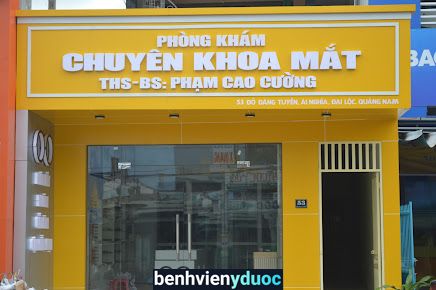 PHÒNG KHÁM
CHUYÊN KHOA MẮT
THS-BS: PHẠM CAO CƯỜNG
53 ĐỖ ĐĂNG TUYỂN, ÁI NGHĨA, ĐẠI LỘC, QUẢNG NAM
BAC
53
benhvienyduoc